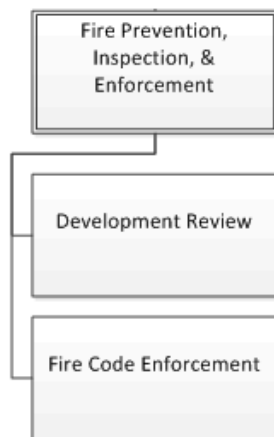 Fire Prevention,
Inspection, &
Enforcement
Development Review
Fire Code Enforcement